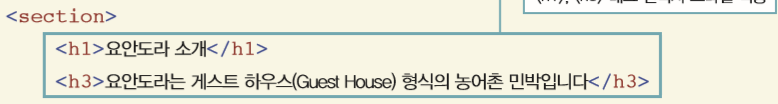 <section>
<h1>요안도라 소개</h1>
<h3>요안도라는 게스트 하우스(Guest House) 형식의 농어촌 민박입니다</h3>